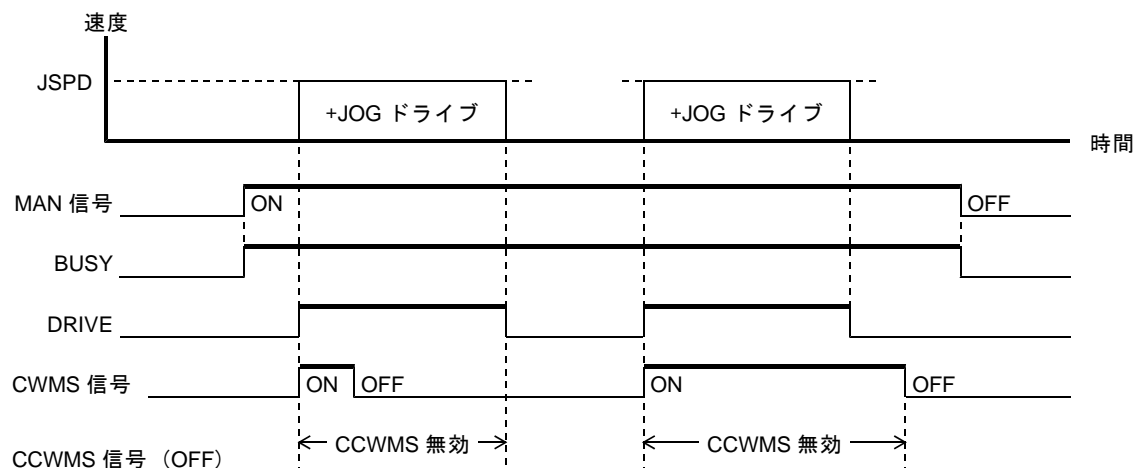 速度
JSPD
+JOG ドライブ +JOG ドライブ
時間
MAN 信号 ON OFF
BUSY
DRIVE
CWMS 信号 ON OFF ON OFF
CCWMS 無効 CCWMS 無効
CCWMS 信号 (OFF)